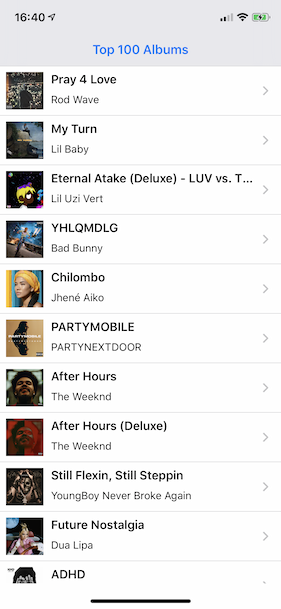 16:40
Top 100 Albums
Pray 4 Love
Rod Wave
My Turn
Lil Baby
Eternal Atake (Deluxe) - LUV vs. T...
Lil Uzi Vert
YHLQMDLG
Bad Bunny
Chilombo
Jhené Aiko
PARTYMOBILE
PARTYNEXTDOOR
After Hours
The Weeknd
After Hours (Deluxe)
The Weeknd
Still Flexin, Still Steppin
YoungBoy Never Broke Again
Future Nostalgia
Dua Lipa
ADHD